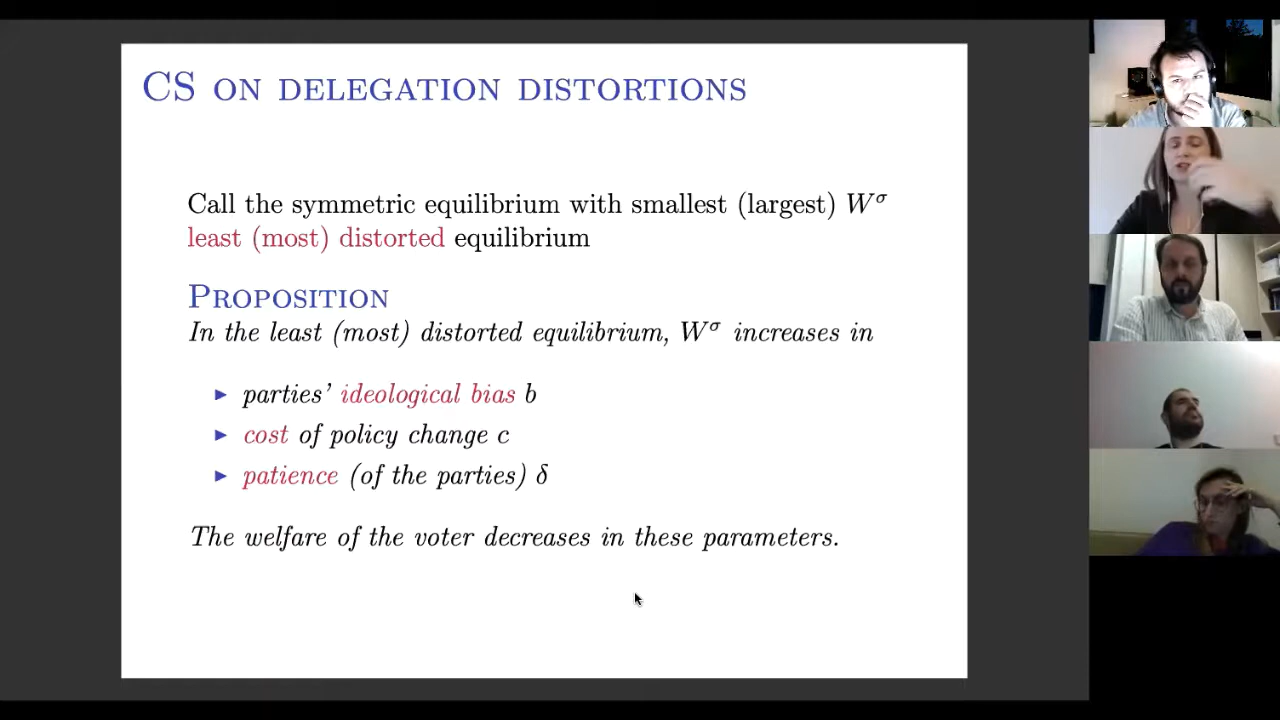 CS ON DELEGATION DISTORTIONS
Call the symmetric equilibrium with smallest (largest) W^σ
least (most) distorted equilibrium
PROPOSITION
In the least (most) distorted equilibrium, W^σ increases in
▶ parties' ideological bias b
▶ cost of policy change c
▶ patience (of the parties) δ
The welfare of the voter decreases in these parameters.